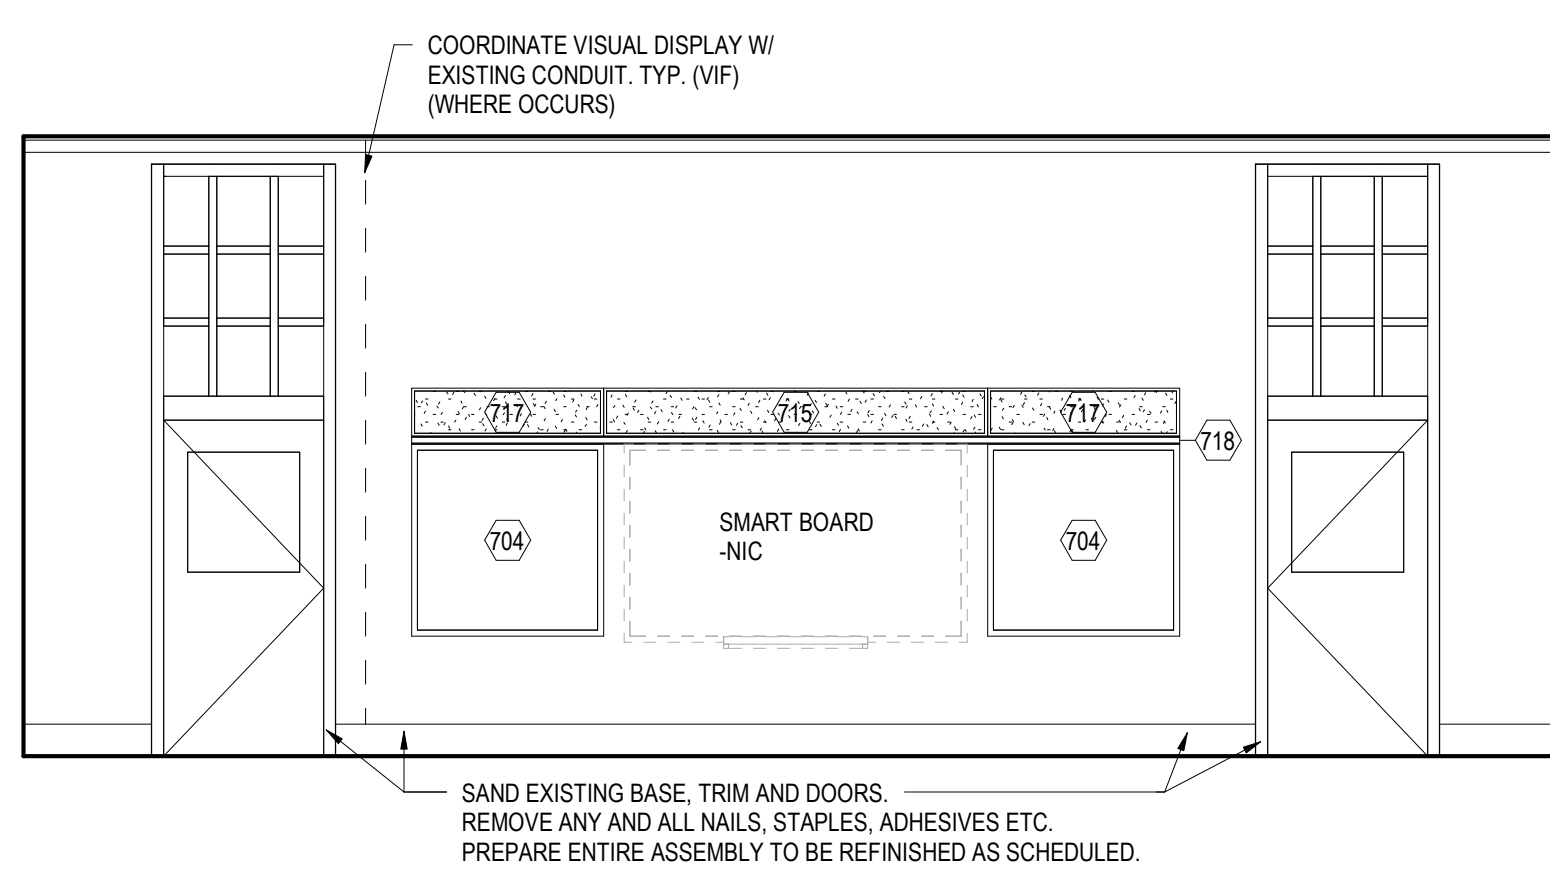 COORDINATE VISUAL DISPLAY W/
EXISTING CONDUIT. TYP. (VIF)
(WHERE OCCURS)
717
715
717
718
SMART BOARD
-NIC
704
704
SAND EXISTING BASE, TRIM AND DOORS.
REMOVE ANY AND ALL NAILS, STAPLES, ADHESIVES ETC.
PREPARE ENTIRE ASSEMBLY TO BE REFINISHED AS SCHEDULED.